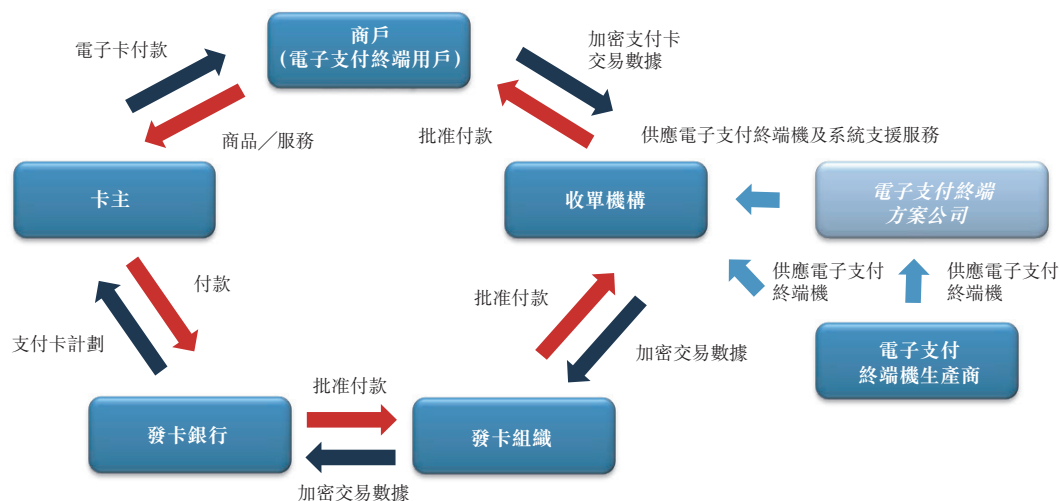 商戶
(電子支付終端用戶)
電子卡付款
加密支付卡
交易數據
商品／服務
批准付款
供應電子支付終端機及系統支援服務
卡主
收單機構
電子支付終端
方案公司
付款
批准付款
供應電子支付
終端機
供應電子支付
終端機
支付卡計劃
加密交易數據
電子支付
終端機生產商
批准付款
發卡銀行
發卡組織
加密交易數據